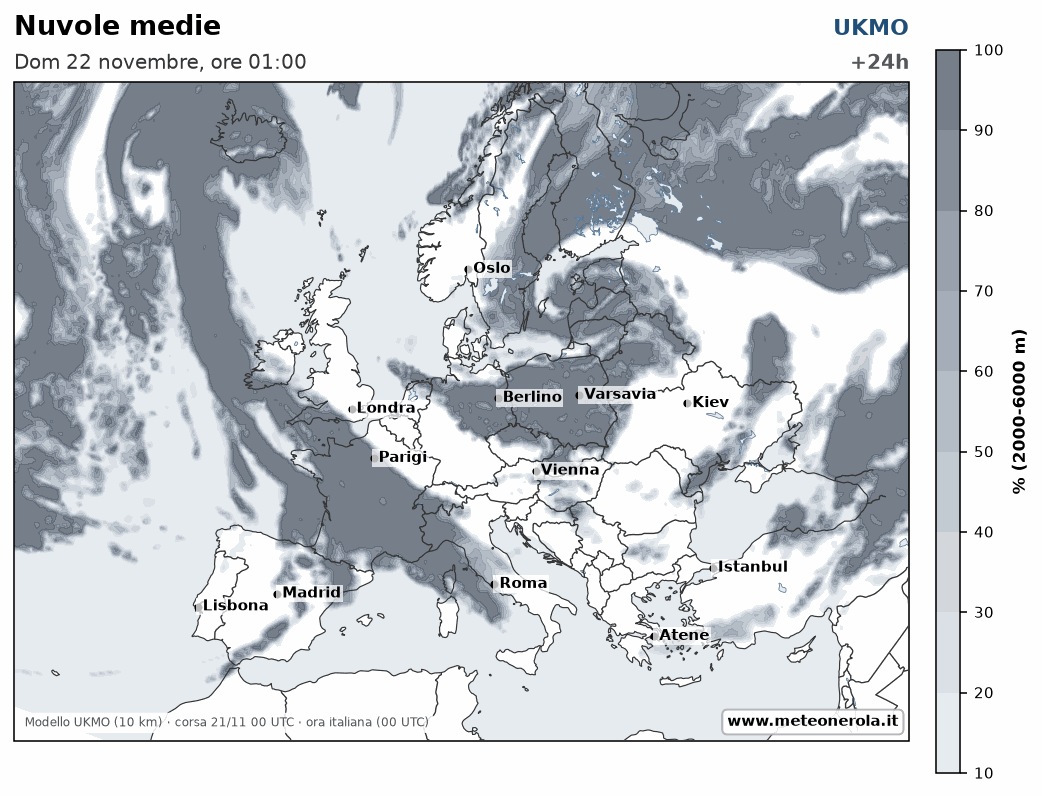 Nuvole medie
UKMO
Dom 22 novembre, ore 01:00
+24h
100
90
80
70
60
50
40
30
20
10
% (2000-6000 m)
Oslo
Londra
Berlino
Varsavia
Kiev
Parigi
Vienna
Istanbul
Roma
Madrid
Lisbona
Atene
Modello UKMO (10 km) · corsa 21/11 00 UTC · ora italiana (00 UTC)
www.meteonerola.it